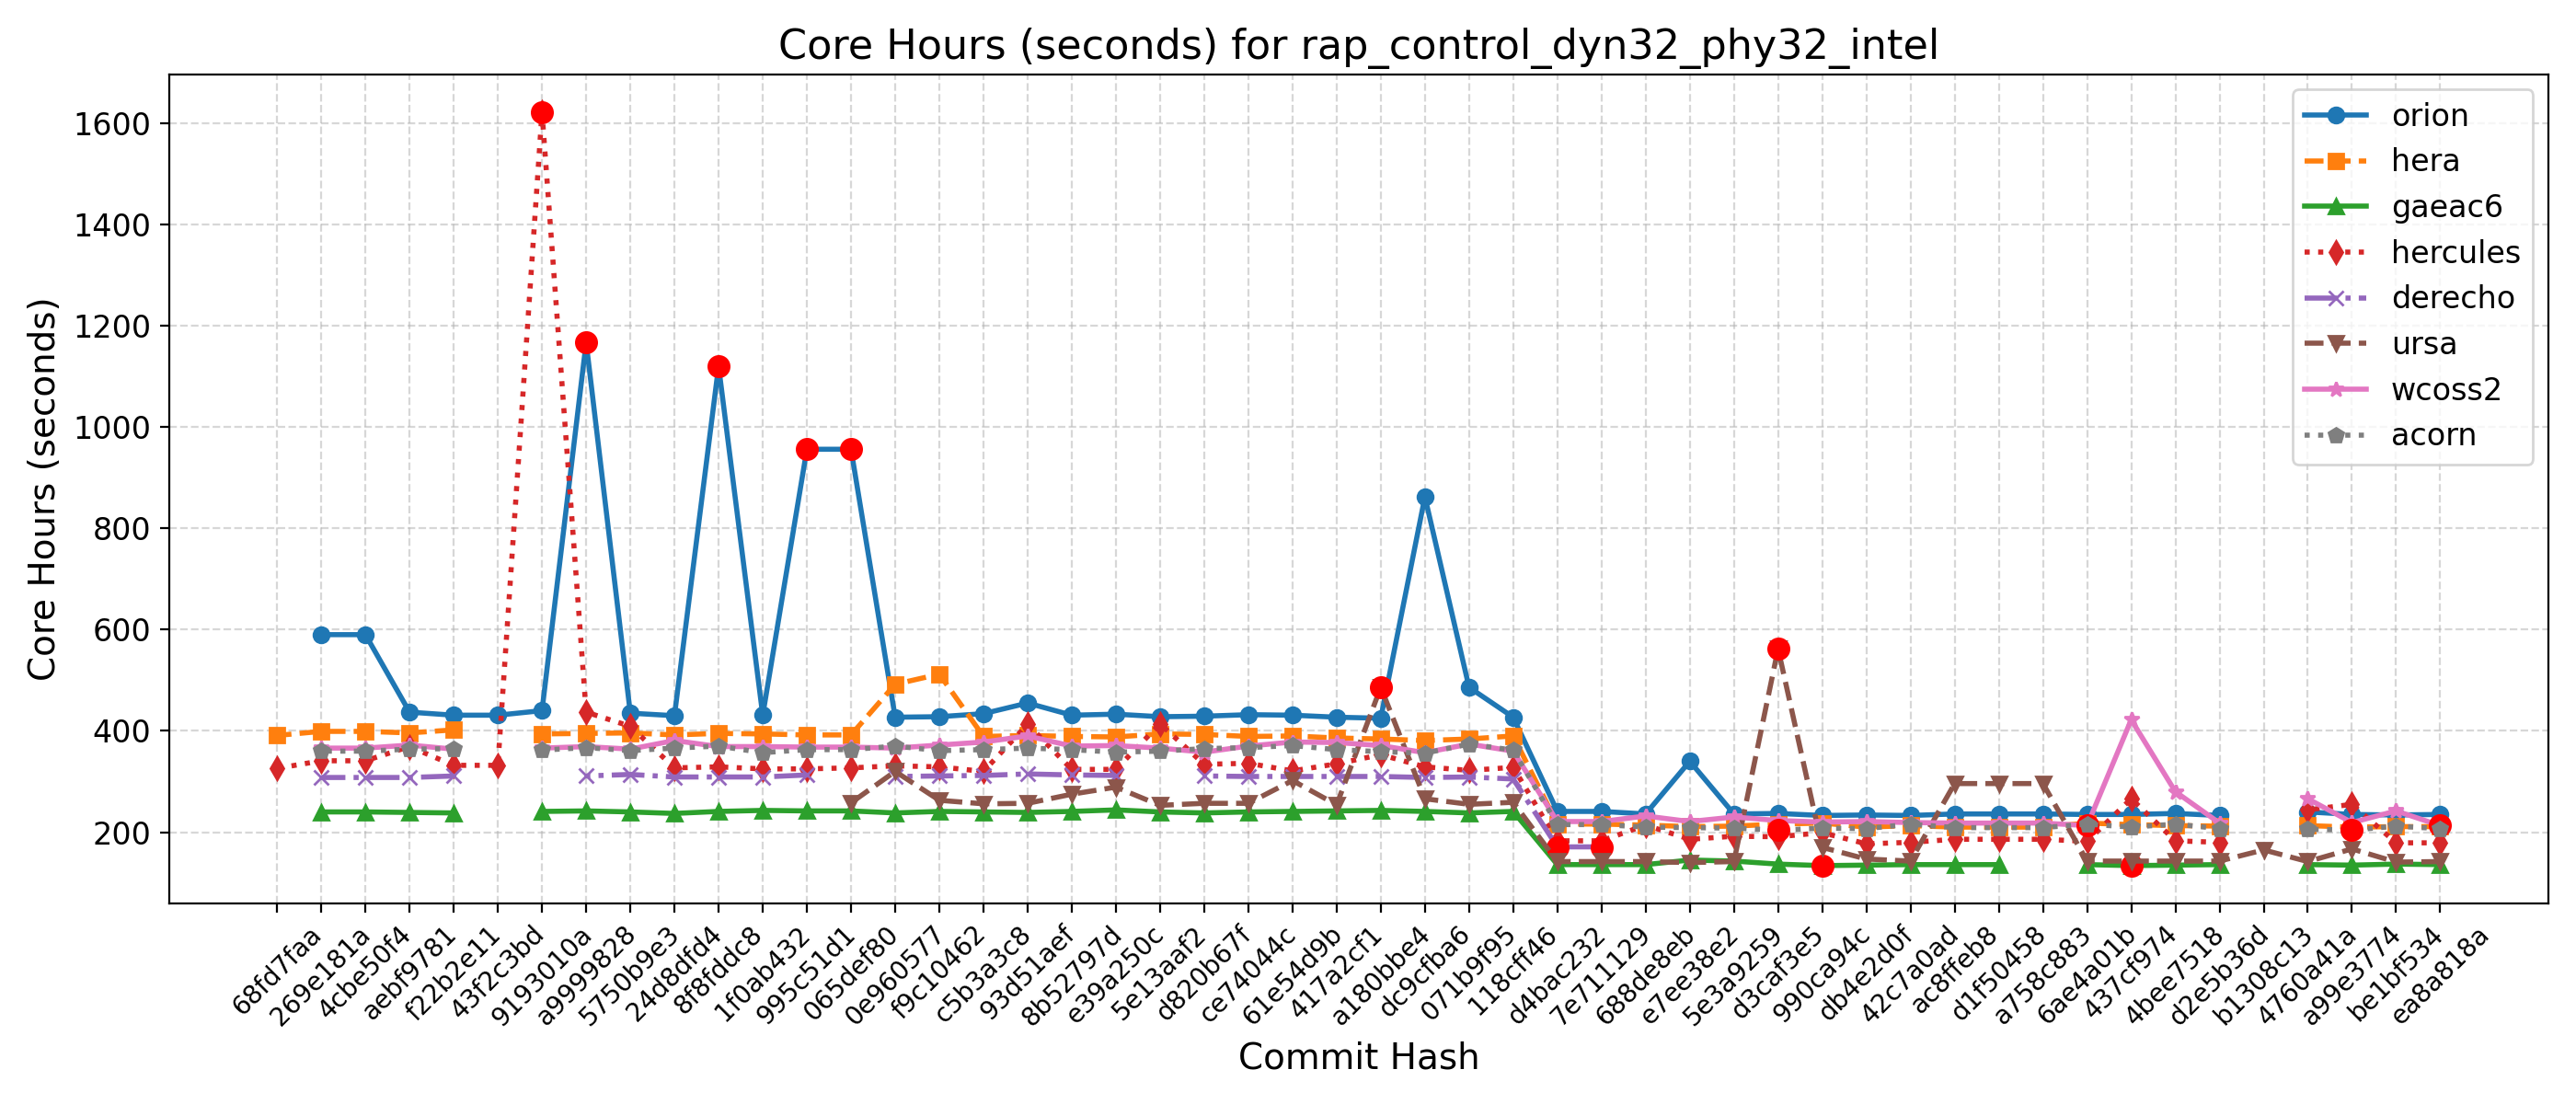 Core Hours (seconds) for rap_control_dyn32_phy32_intel
Core Hours (seconds)
1600
1400
1200
1000
800
600
400
200
orion
hera
gaeac6
hercules
derecho
ursa
wcoss2
acorn
68fd7faa
269e181a
4cbe50f4
aebf9781
f22b2e11
43f2c3bd
9193010a
a9999828
5750b9e3
24d8dfd4
8f8fddc8
1f0ab432
995c51d1
065def80
0e960577
f9c10462
c5b3a3c8
93d51aef
8b52797d
e39a250c
5e13aaf2
d820b67f
ce74044c
61e54d9b
417a2cf1
a180bbe4
dc9cfba6
071b9f95
118cff46
d4bac232
7e711129
688de8eb
e7ee38e2
5e3a9259
d3caf3e5
990ca94c
db4e2d0f
42c7a0ad
ac8ffeb8
d1f50458
a758c883
6ae4a01b
437cf974
4bee7518
d2e5b36d
b1308c13
4760a41a
a99e3774
be1bf534
ea8a818a
Commit Hash